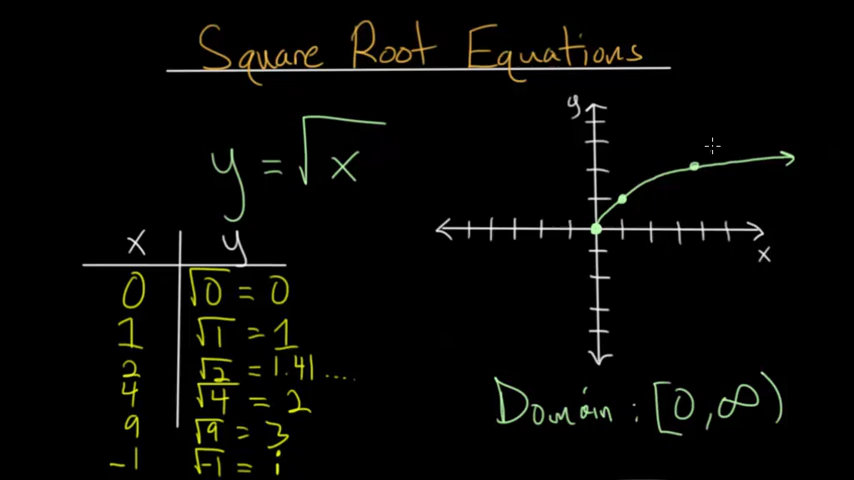 Square Root Equations
y = √x
x y
0 √0 = 0
1 √1 = 1
2 √2 = 1.41 ....
4 √4 = 2
9 √9 = 3
-1 √-1 = i
y
x
Domain : [0, ∞)